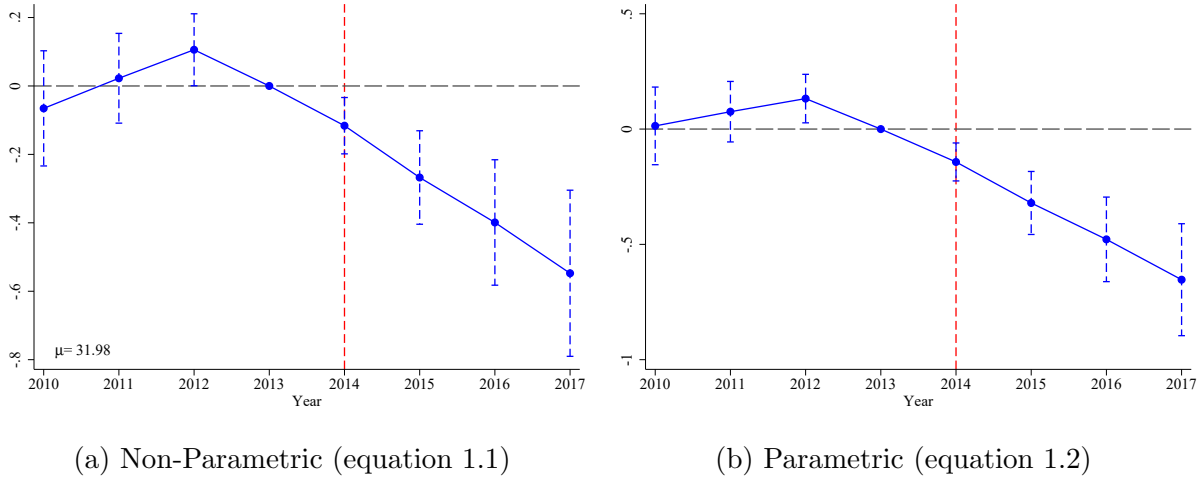 .2
0
-.2
-.4
-.6
-.8
μ= 31.98
2010 2011 2012 2013 2014 2015 2016 2017
Year
(a) Non-Parametric (equation 1.1)
.5
0
-.5
-1
2010 2011 2012 2013 2014 2015 2016 2017
Year
(b) Parametric (equation 1.2)